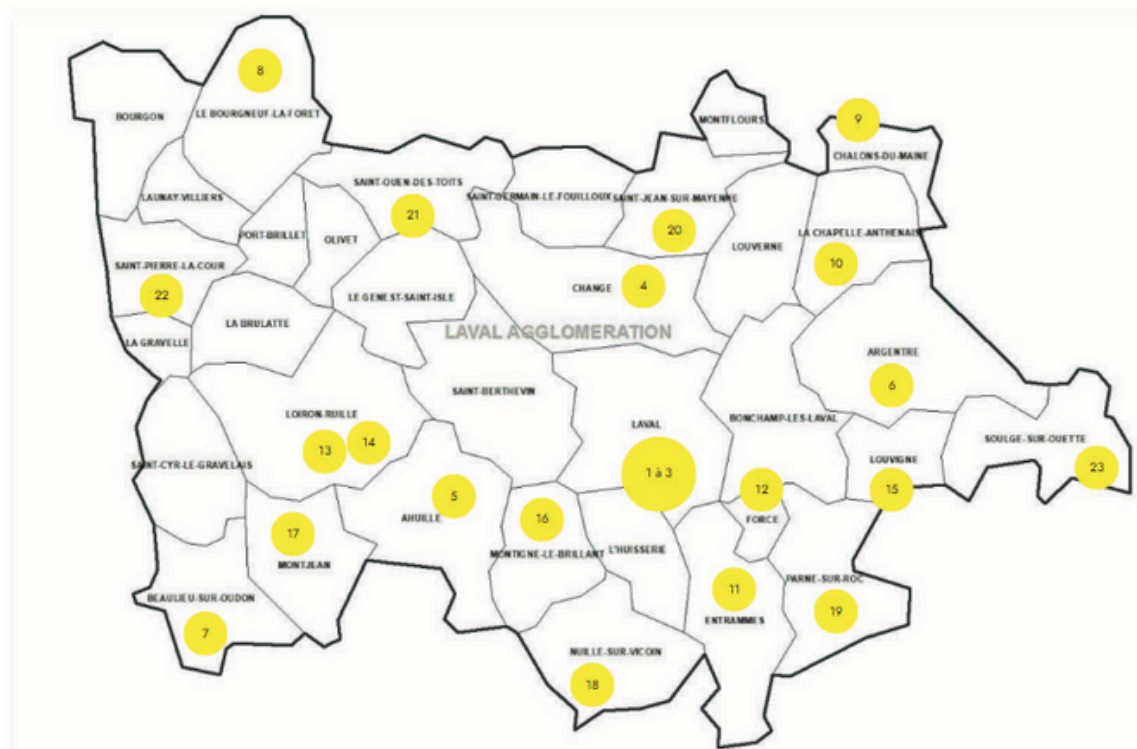 8
MONTFLOURS
BOURGON
LE BOURGNEUF-LA-FORET
9
CHALONS-DU-MAINE
SAINT-OUEN-DES-TOITS
LAUNAY-VILLIERS
SAINT-GERMAIN-LE-FOUILLOUX
SAINT-JEAN-SUR-MAYENNE
21
20
PORT-BRILLET
OLIVET
LOUVERNE
LA CHAPELLE-ANTHENAIS
SAINT-PIERRE-LA-COUR
10
22
LE GENEST-SAINT-ISLE
CHANGE
4
LA BRULATTE
LAVAL AGGLOMERATION
LA GRAVELLE
ARGENTRE
6
SAINT-BERTHEVIN
LOIRON-RUILLE
13
14
LAVAL
BONCHAMP-LES-LAVAL
SOULGE-SUR-OUETTE
SAINT-CYR-LE-GRAVELAIS
LOUVIGNE
1 à 3
23
5
12
15
AHUILLE
16
FORCE
17
MONTIGNE-LE-BRILLANT
L'HUISSERIE
MONTJEAN
PARNE-SUR-ROC
11
BEAULIEU-SUR-OUDON
19
ENTRAMMES
7
NUILLE-SUR-VICOIN
18